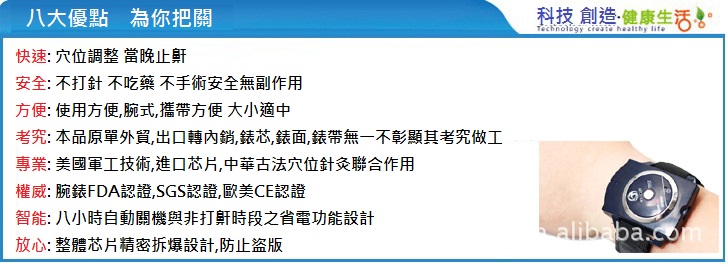 八大優點 為你把關
科技 創造·健康生活
Technology create healthy life
快速: 穴位調整 當晚止鼾
安全: 不打針 不吃藥 不手術安全無副作用
方便: 使用方便,腕式,攜帶方便 大小適中
考究: 本品原單外貿,出口轉內銷,錶芯,錶面,錶帶無一不彰顯其考究做工
專業: 美國軍工技術,進口芯片,中華古法穴位針灸聯合作用
權威: 腕錶FDA認證,SGS認證,歐美CE認證
智能: 八小時自動關機與非打鼾時段之省電功能設計
放心: 整體芯片精密拆爆設計,防止盜版
alibaba.com